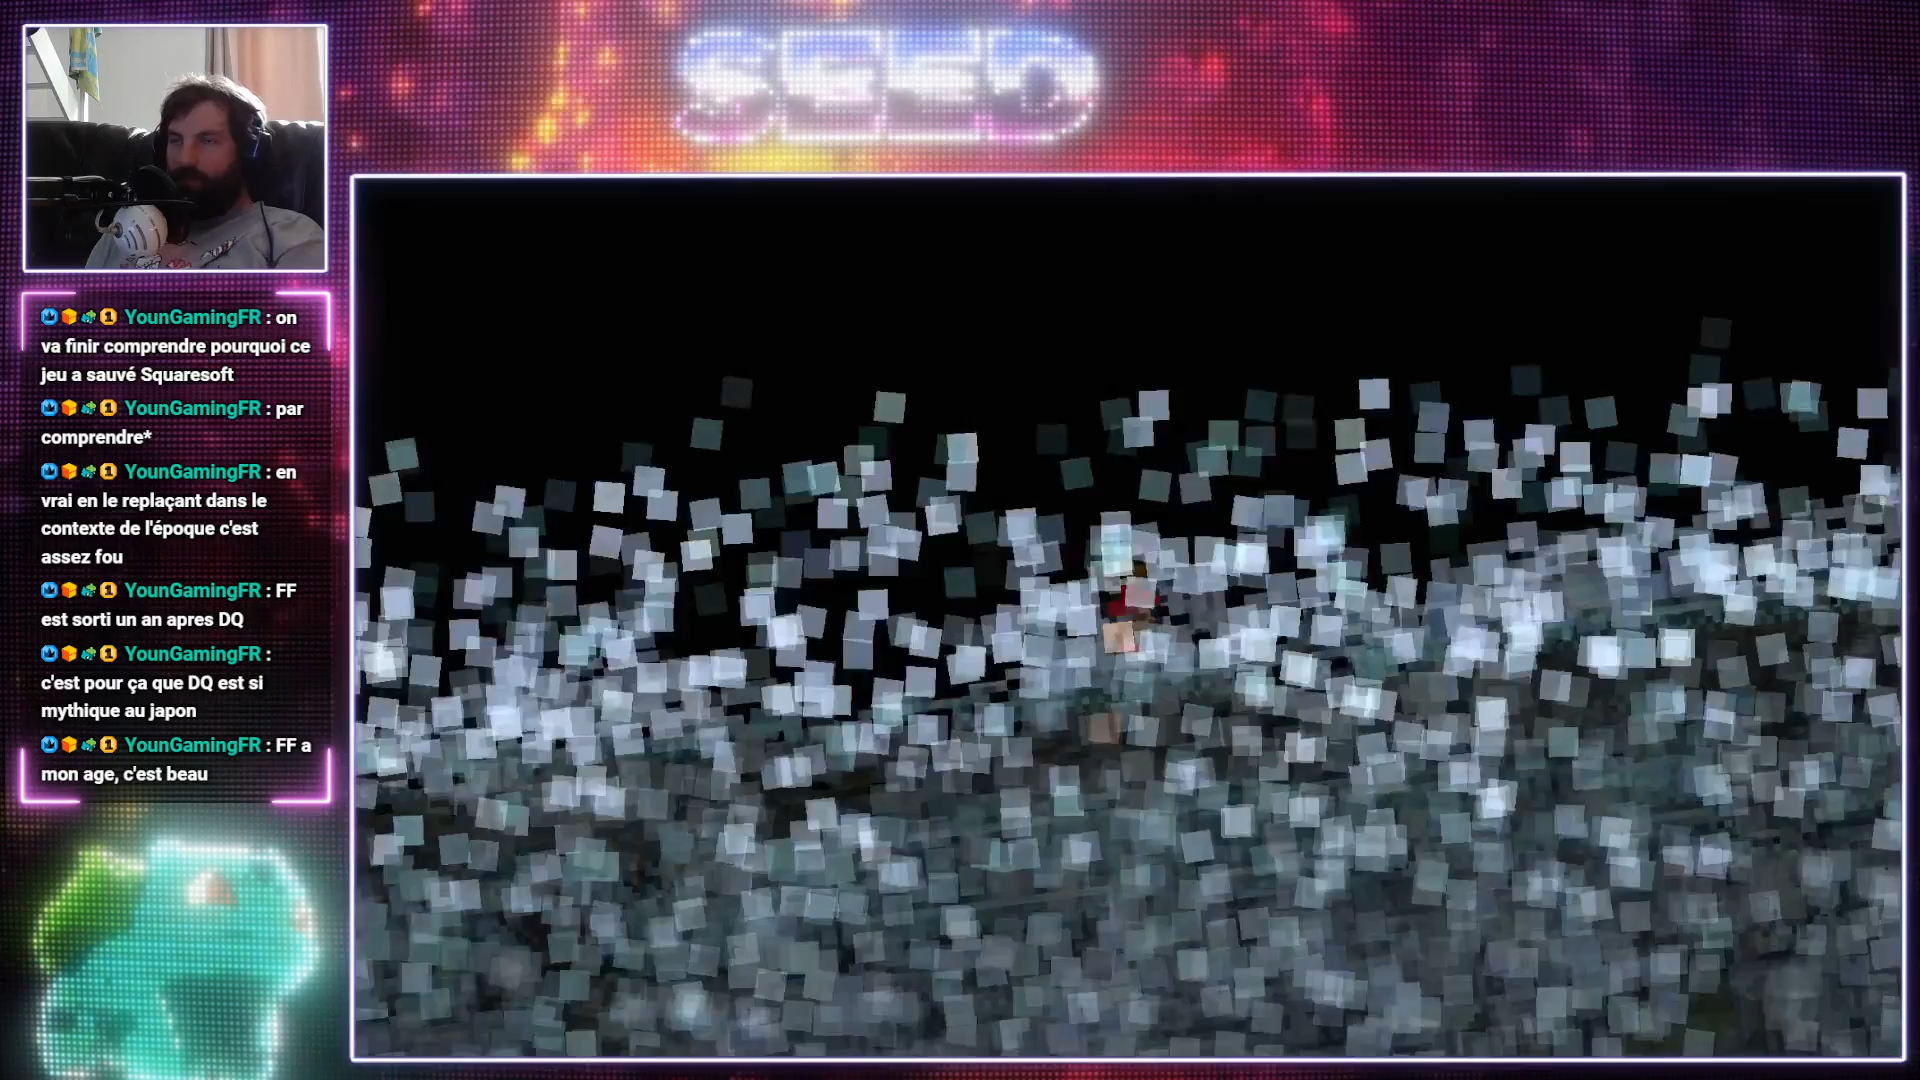 SEED
YounGamingFR : on
va finir comprendre pourquoi ce
jeu a sauvé Squaresoft
YounGamingFR : par
comprendre*
YounGamingFR : en
vrai en le replaçant dans le
contexte de l'époque c'est
assez fou
YounGamingFR : FF
est sorti un an apres DQ
YounGamingFR :
c'est pour ça que DQ est si
mythique au japon
YounGamingFR : FF a
mon age, c'est beau